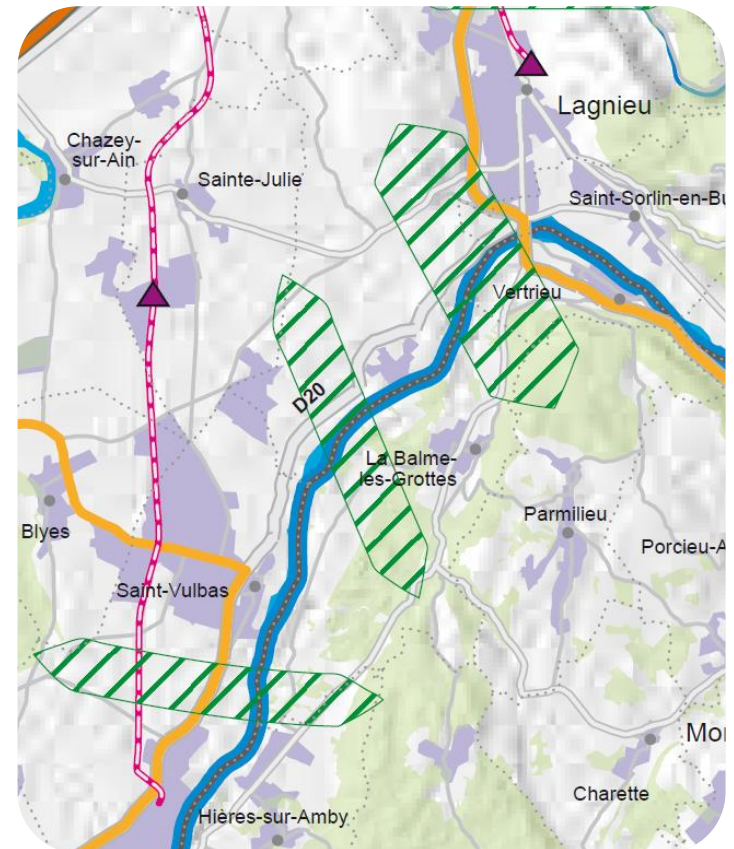 Lagnieu
Chazey-
sur-Ain
Sainte-Julie
Saint-Sorlin-en-Bu
Vertrieu
D20
La Balme-
les-Grottes
Blyes
Parmilieu
Porcieu-A
Saint-Vulbas
Mo
Charette
Hières-sur-Amby